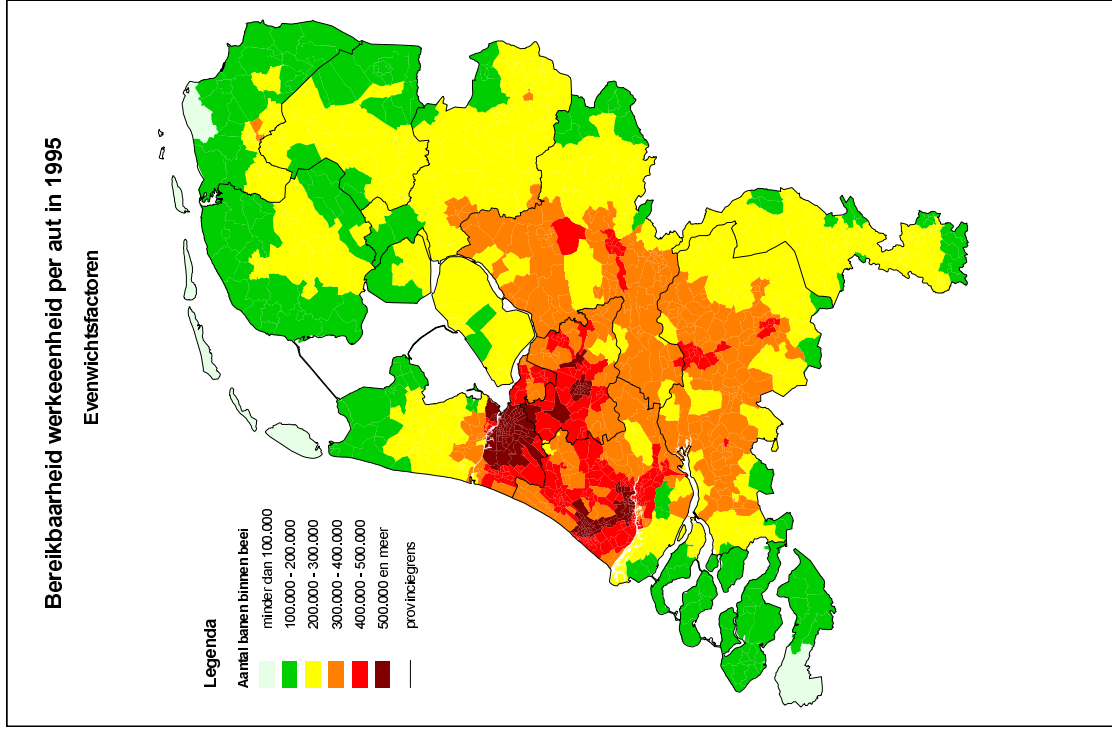 Bereikbaarheid werkeeenheid per aut in 1995
Evenwichtsfactoren
Legenda
Aantal banen binnen beei
minder dan 100.000
100.000 - 200.000
200.000 - 300.000
300.000 - 400.000
400.000 - 500.000
500.000 en meer
provinciegrens